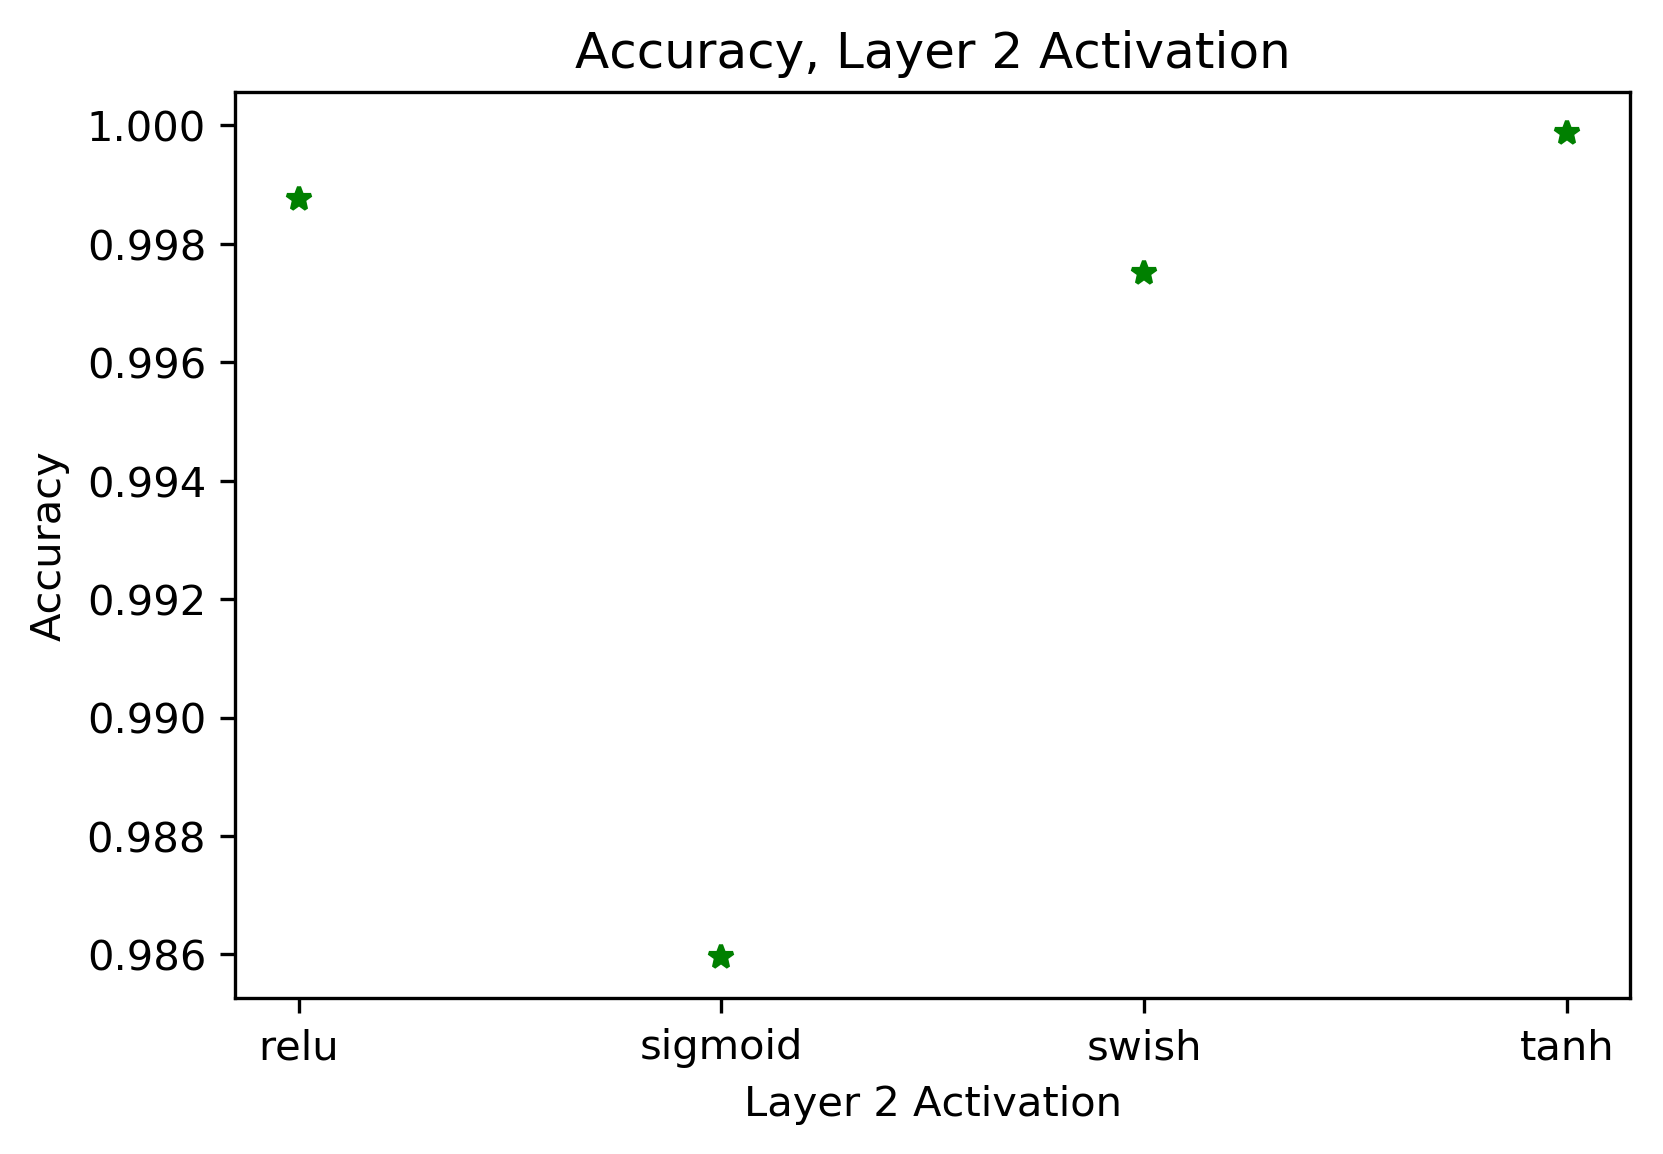 Accuracy, Layer 2 Activation
1.000
0.998
0.996
0.994
0.992
0.990
0.988
0.986
Accuracy
relu sigmoid swish tanh
Layer 2 Activation